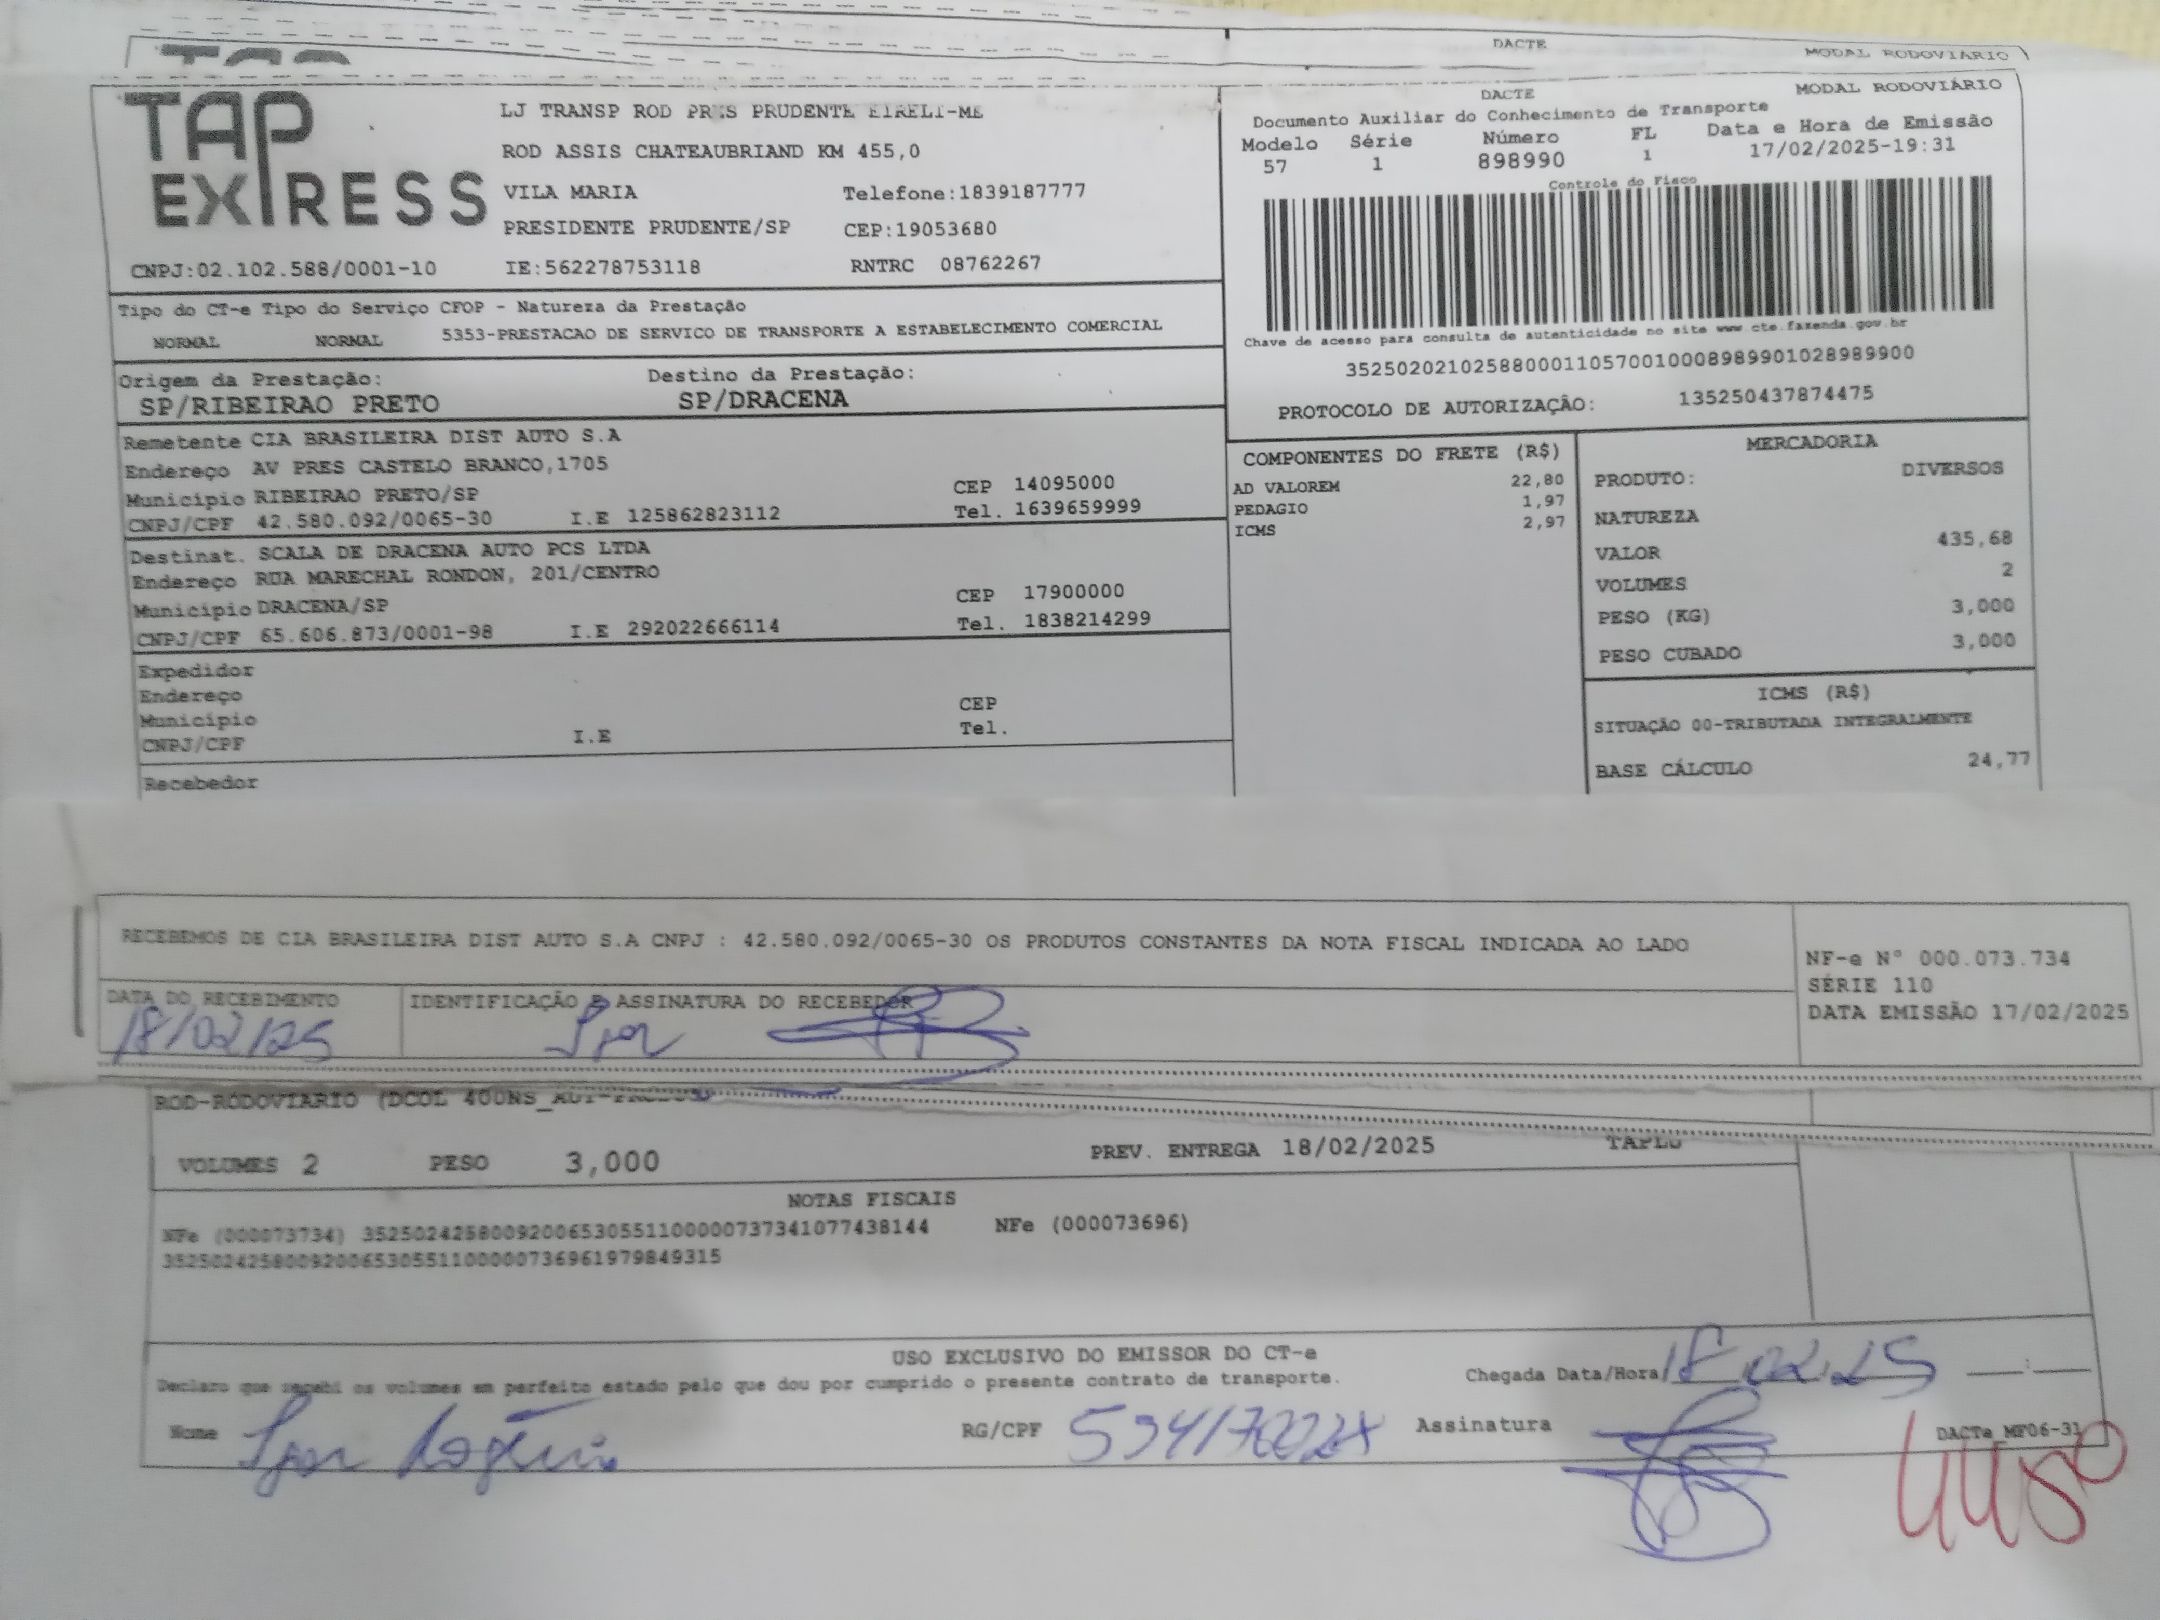 DACTE
MODAL RODOVIÁRIO
TAP EXPRESS
LJ TRANSP ROD PRES PRUDENTE EIRELI-ME
ROD ASSIS CHATEAUBRIAND KM 455,0
VILA MARIA Telefone:1839187777
PRESIDENTE PRUDENTE/SP CEP:19053680
CNPJ:02.102.588/0001-10 IE:562278753118 RNTRC 08762267
DACTE MODAL RODOVIÁRIO
Documento Auxiliar do Conhecimento de Transporte
Modelo Série Número FL Data e Hora de Emissão
57 1 898990 1 17/02/2025-19:31
Controle do Fisco
Chave de acesso para consulta de autenticidade no site www.cte.fazenda.gov.br
35250202102588000110570010008989901028989900
PROTOCOLO DE AUTORIZAÇÃO: 135250437874475
Tipo do CT-e Tipo do Serviço CFOP - Natureza da Prestação
NORMAL NORMAL 5353-PRESTACAO DE SERVICO DE TRANSPORTE A ESTABELECIMENTO COMERCIAL
Origem da Prestação: Destino da Prestação:
SP/RIBEIRAO PRETO SP/DRACENA
Remetente CIA BRASILEIRA DIST AUTO S.A
Endereço AV PRES CASTELO BRANCO,1705
Município RIBEIRAO PRETO/SP CEP 14095000
CNPJ/CPF 42.580.092/0065-30 I.E 125862823112 Tel. 1639659999
Destinat. SCALA DE DRACENA AUTO PCS LTDA
Endereço RUA MARECHAL RONDON, 201/CENTRO
Município DRACENA/SP CEP 17900000
CNPJ/CPF 65.606.873/0001-98 I.E 292022666114 Tel. 1838214299
Expedidor
Endereço
Município CEP
CNPJ/CPF I.E Tel.
Recebedor
COMPONENTES DO FRETE (R$)
AD VALOREM 22,80
PEDAGIO 1,97
ICMS 2,97
MERCADORIA
PRODUTO: DIVERSOS
NATUREZA
VALOR 435,68
VOLUMES 2
PESO (KG) 3,000
PESO CUBADO 3,000
ICMS (R$)
SITUAÇÃO 00-TRIBUTADA INTEGRALMENTE
BASE CÁLCULO 24,77
RECEBEMOS DE CIA BRASILEIRA DIST AUTO S.A CNPJ : 42.580.092/0065-30 OS PRODUTOS CONSTANTES DA NOTA FISCAL INDICADA AO LADO
NF-e N° 000.073.734
SÉRIE 110
DATA EMISSÃO 17/02/2025
DATA DO RECEBIMENTO IDENTIFICAÇÃO E ASSINATURA DO RECEBEDOR
18/02/25 Igor
ROD-RODOVIARIO (DCOL 400NS
VOLUMES 2 PESO 3,000 PREV. ENTREGA 18/02/2025
NOTAS FISCAIS
NFe (000073734) 35250242580092006530551100000737341077438144 NFe (000073696)
35250242580092006530551100000736961979849315
USO EXCLUSIVO DO EMISSOR DO CT-e
Declaro que recebi os volumes em perfeito estado pelo que dou por cumprido o presente contrato de transporte. Chegada Data/Hora 18 02 25 __:__
Nome Igor Rogério RG/CPF Assinatura
DACTe_MF06-31